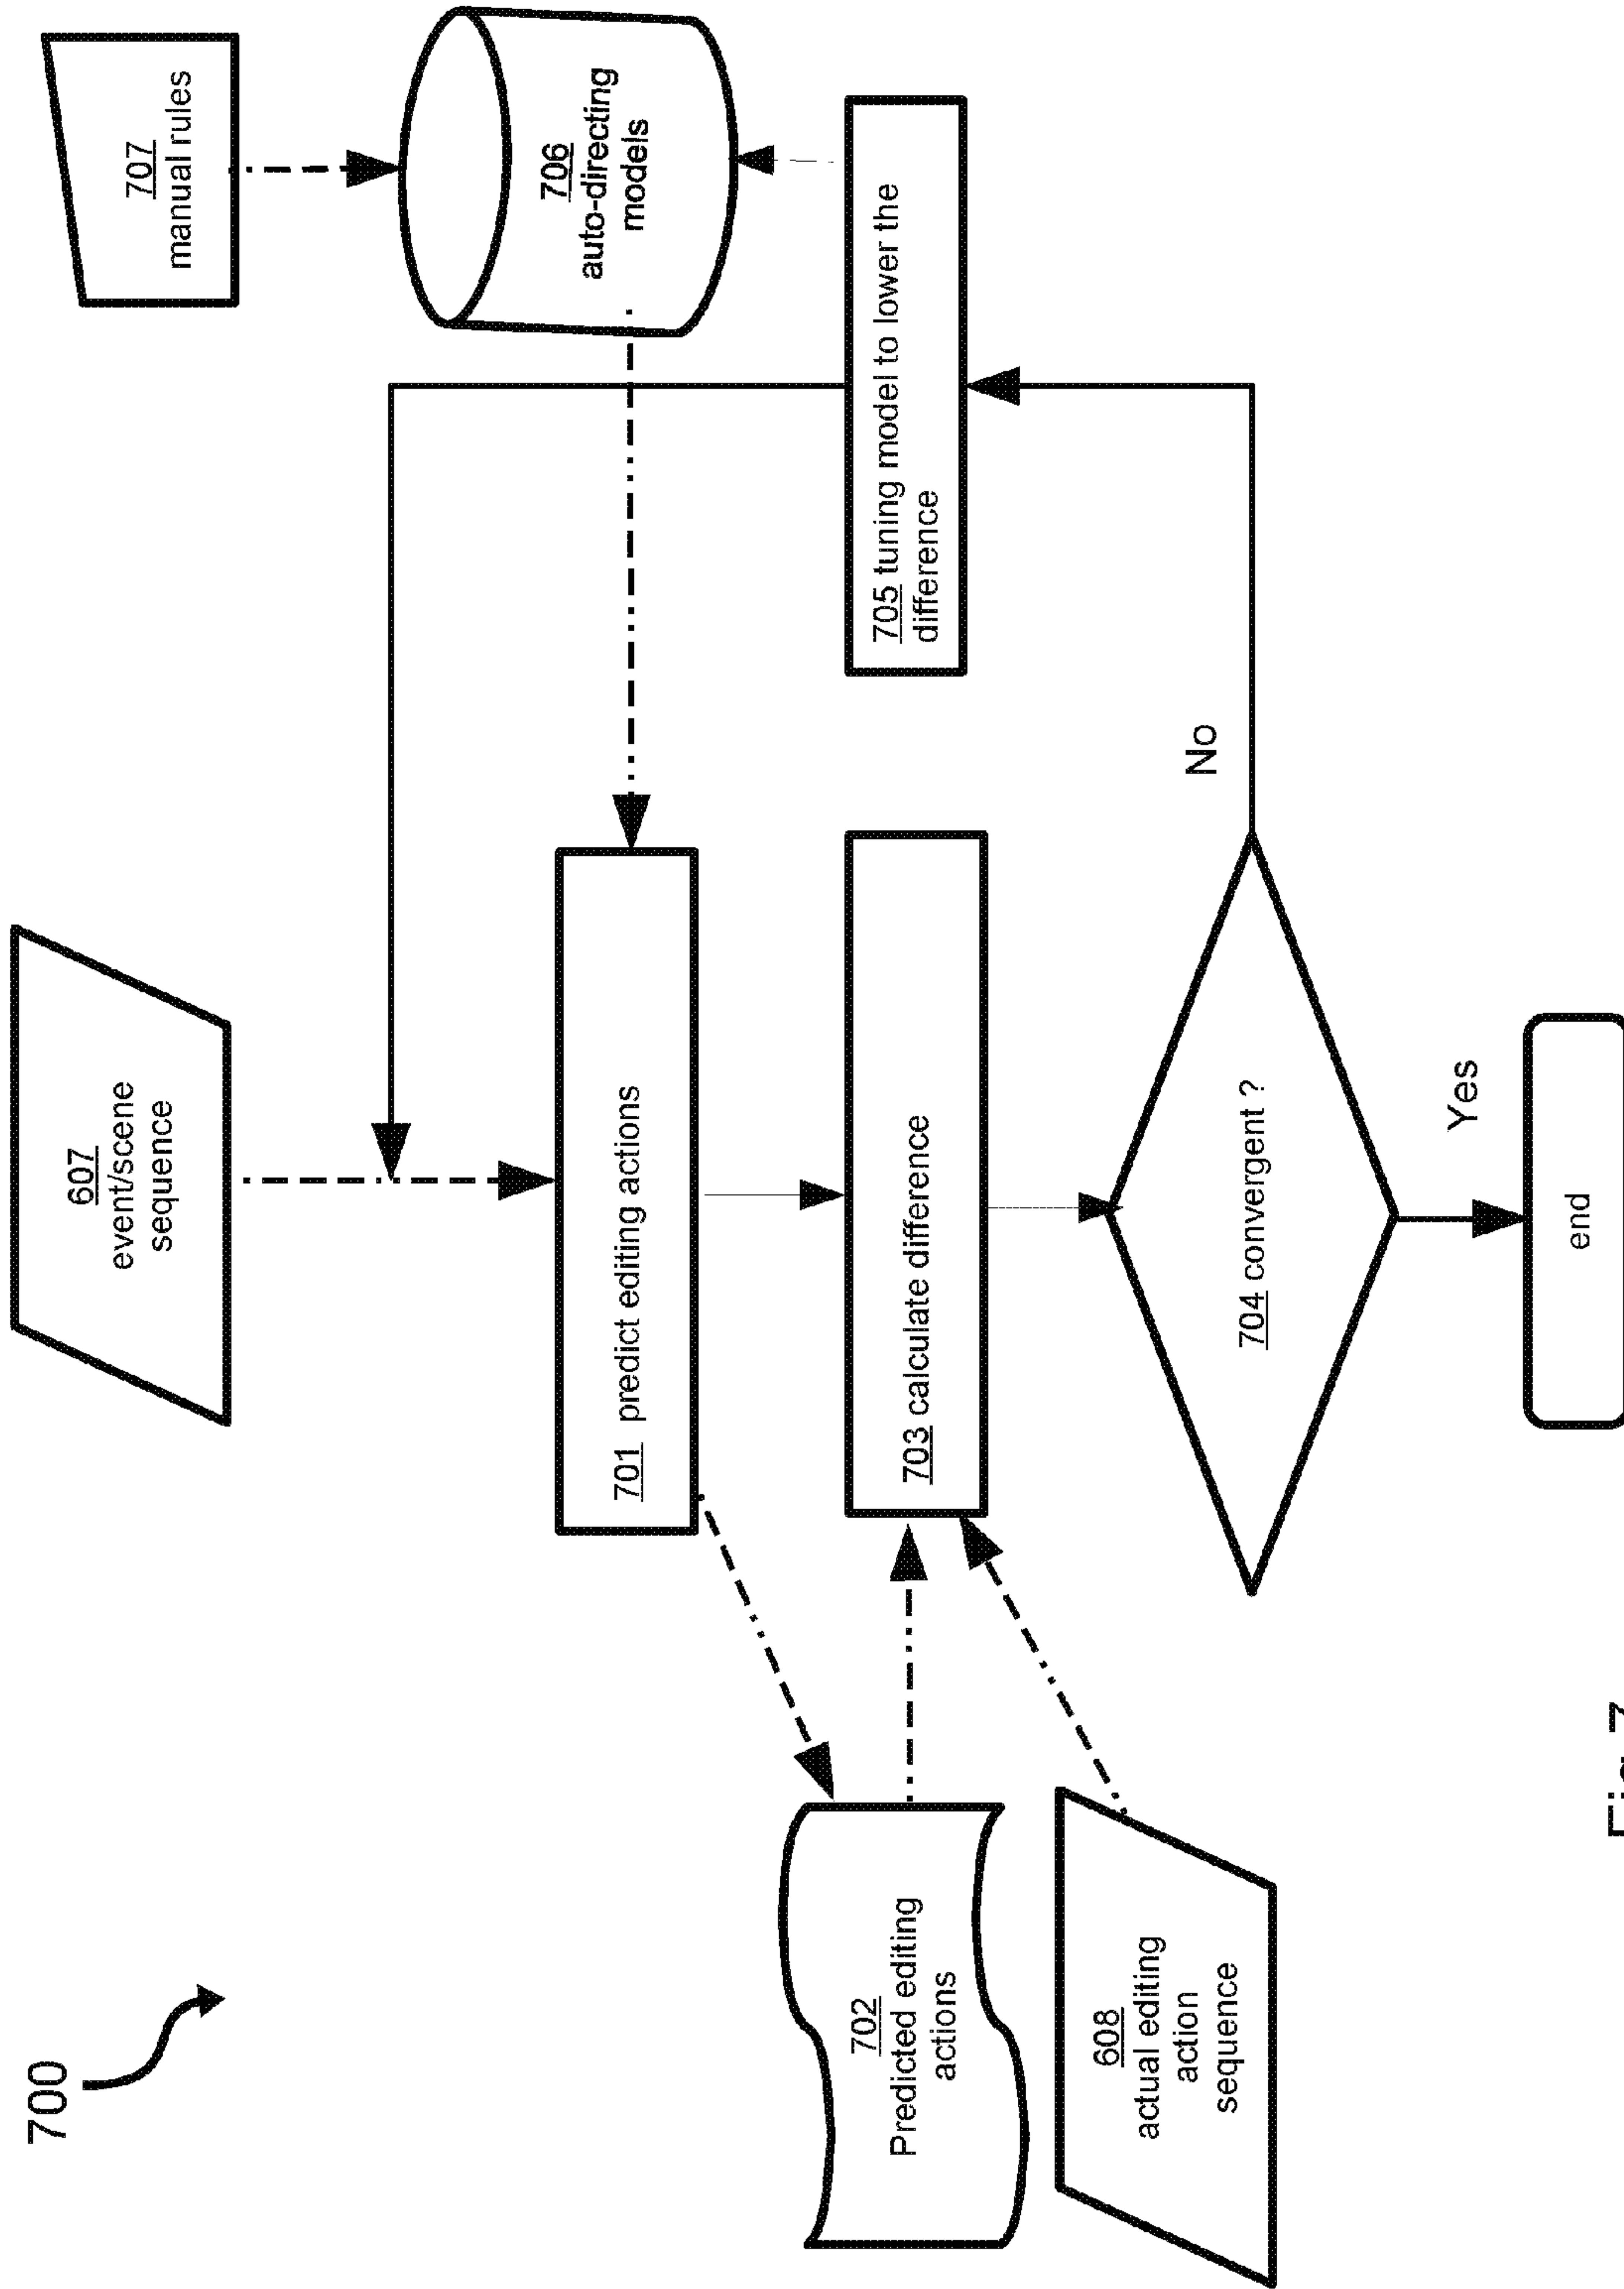 700
607
event/scene
sequence
707
manual rules
701 predict editing actions
706
auto-directing
models
702
Predicted editing
actions
703 calculate difference
705 tuning model to lower the
difference
608
actual editing
action
sequence
704 convergent ?
No
Yes
end